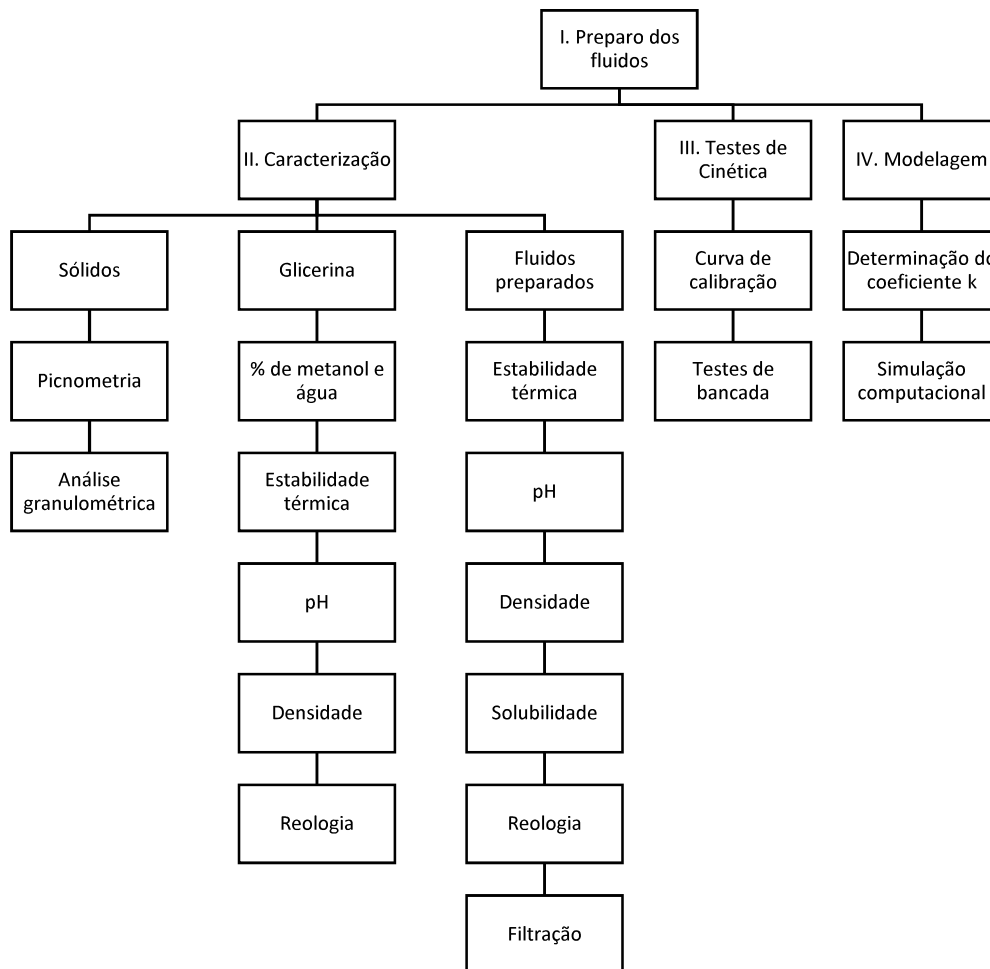 I. Preparo dos
fluidos
II. Caracterização
III. Testes de
Cinética
IV. Modelagem
Sólidos
Glicerina
Fluidos
preparados
Curva de
calibração
Determinação do
coeficiente k
Picnometria
% de metanol e
água
Estabilidade
térmica
Testes de
bancada
Simulação
computacional
Análise
granulométrica
Estabilidade
térmica
pH
pH
Densidade
Densidade
Solubilidade
Reologia
Reologia
Filtração